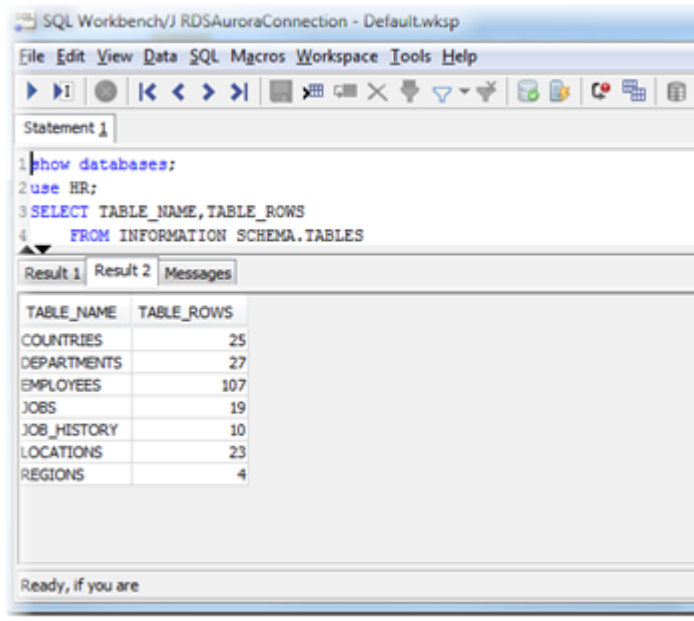 SQL Workbench/J RDSAuroraConnection - Default.wksp
File Edit View Data SQL Macros Workspace Tools Help
Statement 1
1 show databases;
2 use HR;
3 SELECT TABLE_NAME,TABLE_ROWS
4 FROM INFORMATION_SCHEMA.TABLES
Result 1 Result 2 Messages
TABLE_NAME TABLE_ROWS
COUNTRIES 25
DEPARTMENTS 27
EMPLOYEES 107
JOBS 19
JOB_HISTORY 10
LOCATIONS 23
REGIONS 4
Ready, if you are